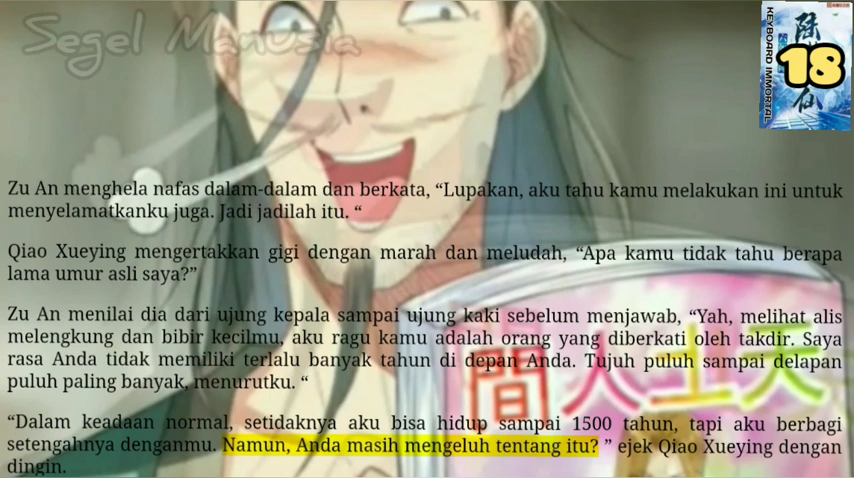 Segel Manusia
KEYBOARD IMMORTAL
18
Zu An menghela nafas dalam-dalam dan berkata, “Lupakan, aku tahu kamu melakukan ini untuk
menyelamatkanku juga. Jadi jadilah itu. “
Qiao Xueying mengertakkan gigi dengan marah dan meludah, “Apa kamu tidak tahu berapa
lama umur asli saya?”
Zu An menilai dia dari ujung kepala sampai ujung kaki sebelum menjawab, “Yah, melihat alis
melengkung dan bibir kecilmu, aku ragu kamu adalah orang yang diberkati oleh takdir. Saya
rasa Anda tidak memiliki terlalu banyak tahun di depan Anda. Tujuh puluh sampai delapan
puluh paling banyak, menurutku. “
間人上天
“Dalam keadaan normal, setidaknya aku bisa hidup sampai 1500 tahun, tapi aku berbagi
setengahnya denganmu. Namun, Anda masih mengeluh tentang itu? ” ejek Qiao Xueying dengan
dingin.